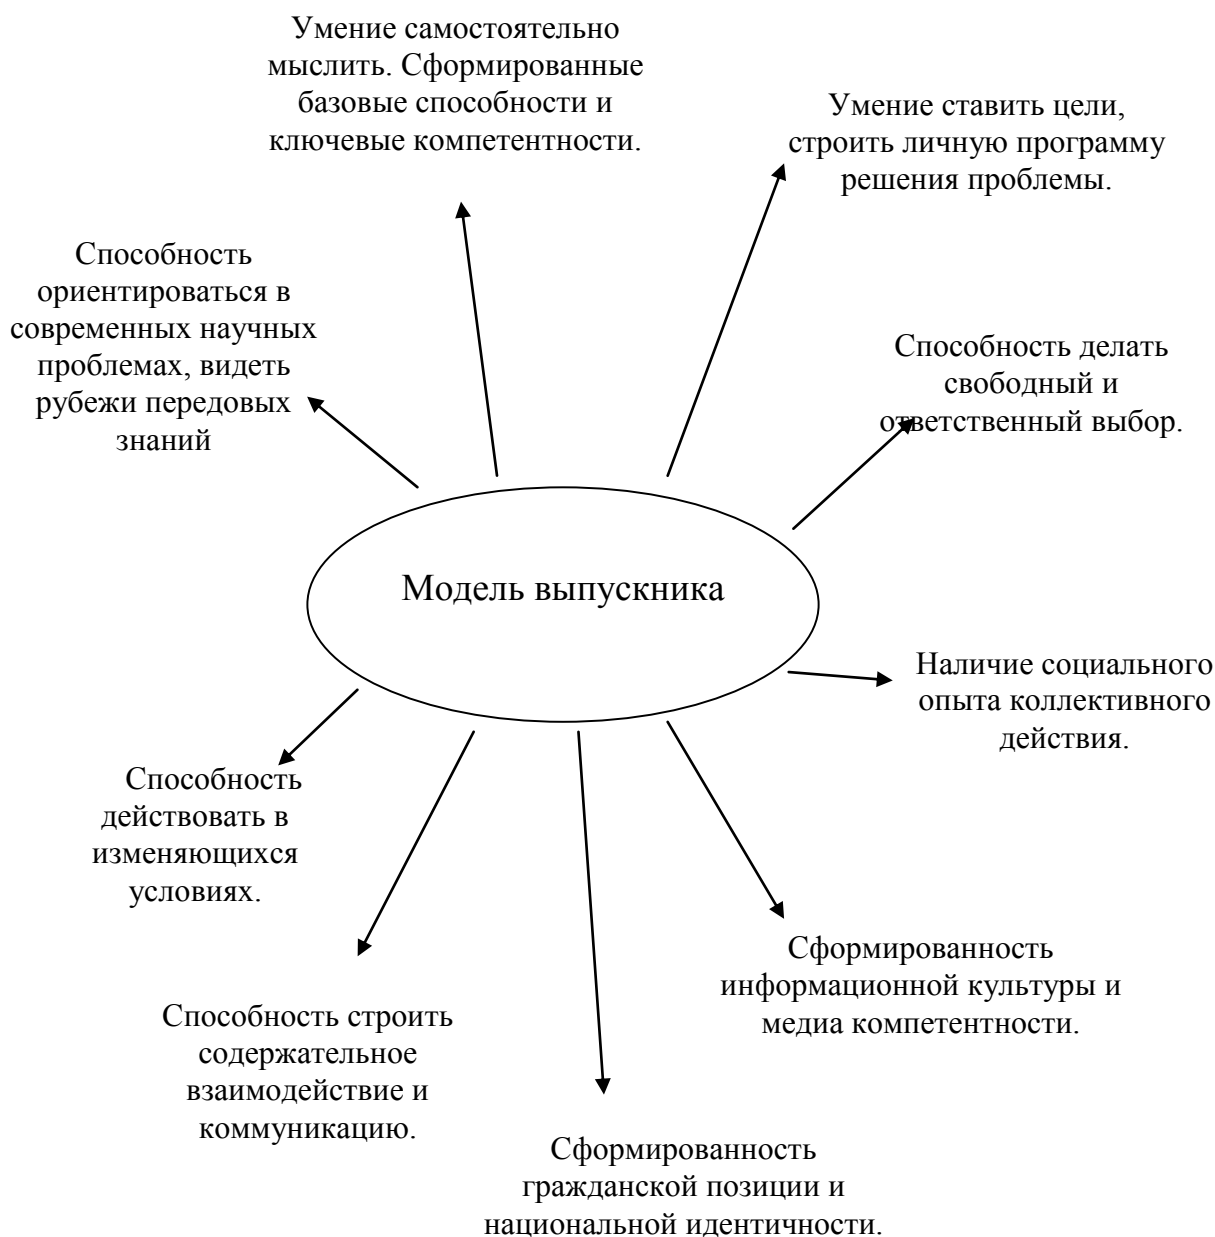 Умение самостоятельно
мыслить. Сформированные
базовые способности и
ключевые компетентности.
Умение ставить цели,
строить личную программу
решения проблемы.
Способность
ориентироваться в
современных научных
проблемах, видеть
рубежи передовых
знаний
Способность делать
свободный и
ответственный выбор.
Модель выпускника
Наличие социального
опыта коллективного
действия.
Способность
действовать в
изменяющихся
условиях.
Сформированность
информационной культуры и
медиа компетентности.
Способность строить
содержательное
взаимодействие и
коммуникацию.
Сформированность
гражданской позиции и
национальной идентичности.